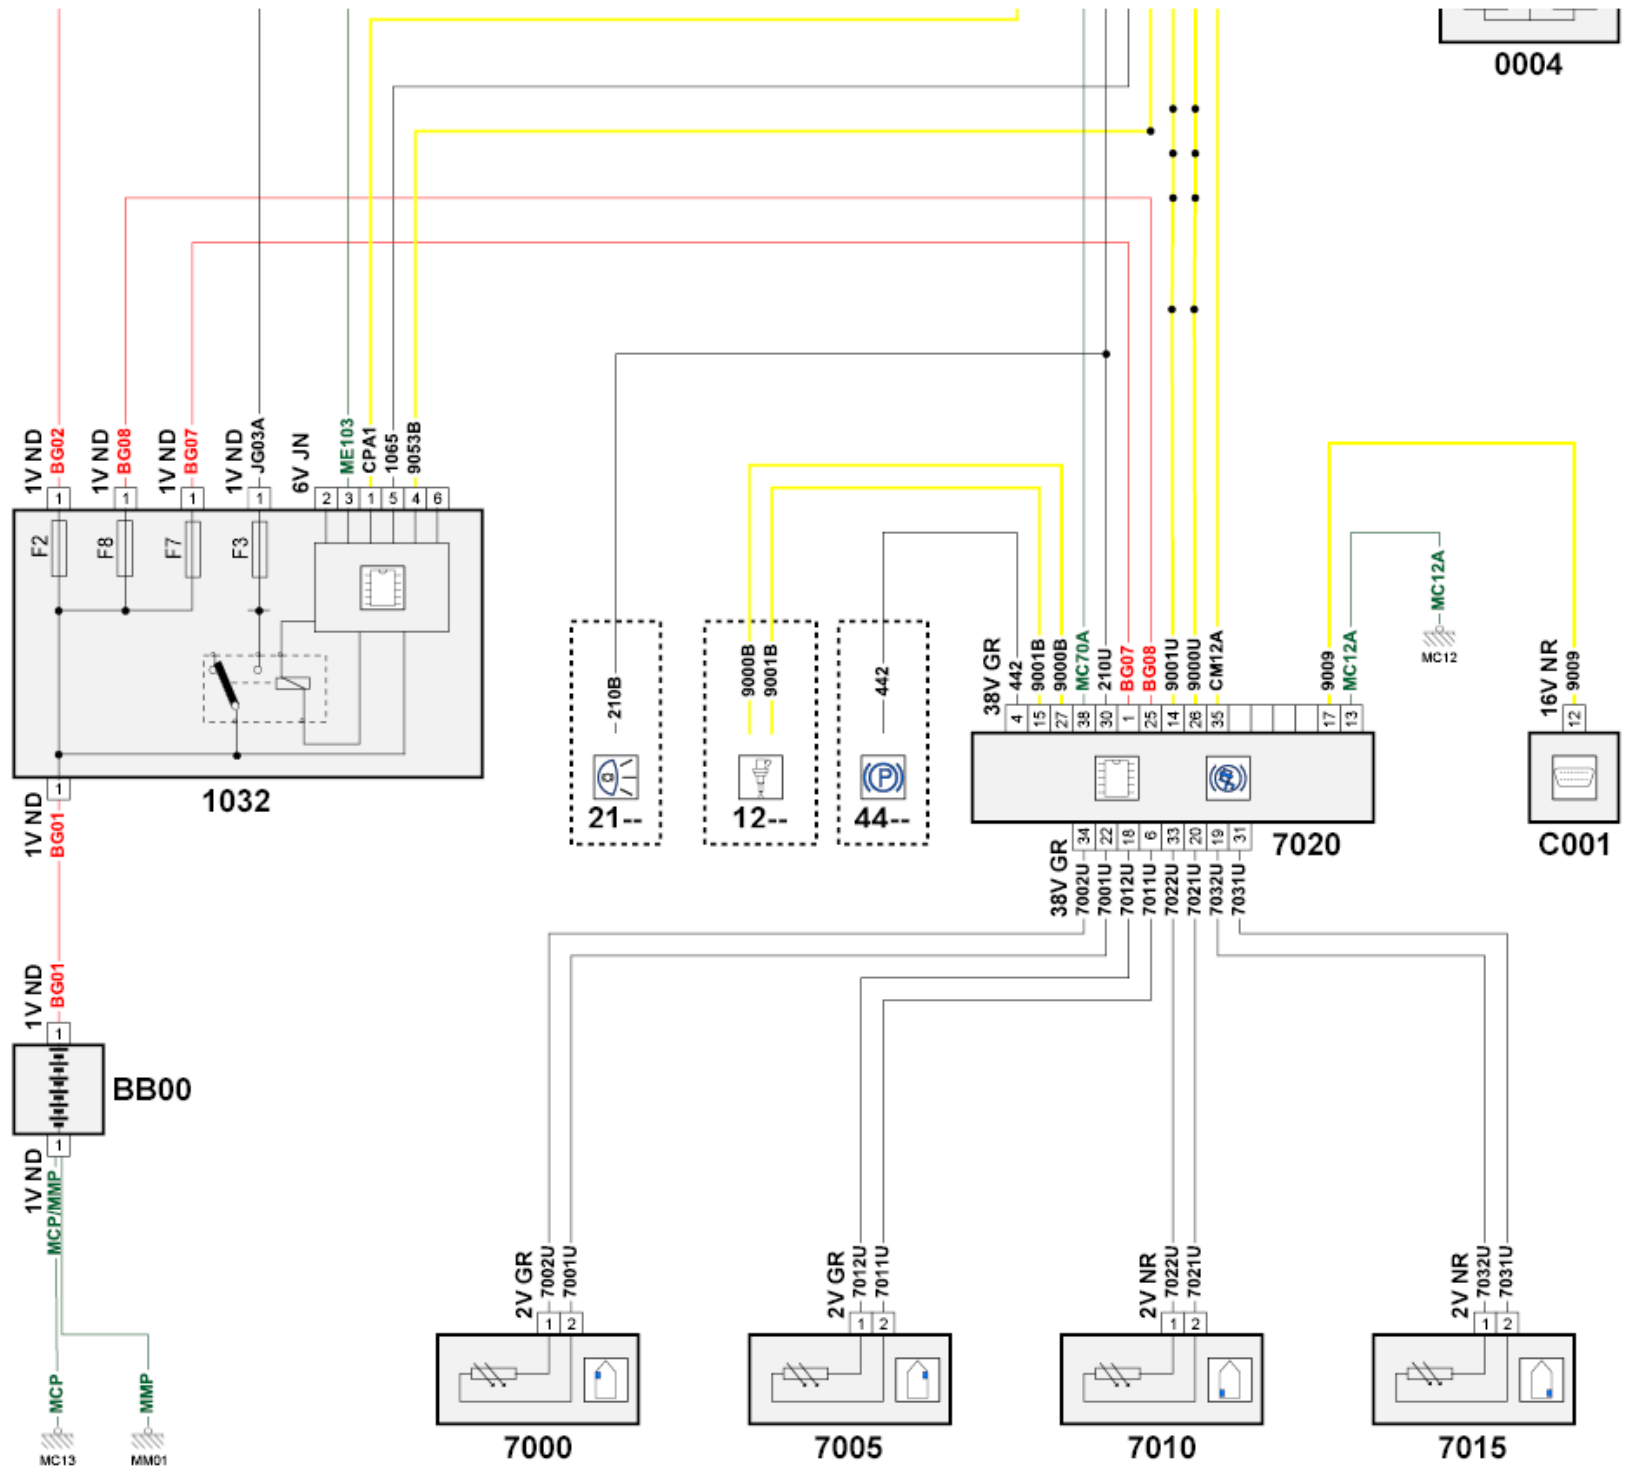 0004
1V ND
BG02
1V ND
BG08
1V ND
BG07
1V ND
JG03A
6V JN
ME103
CPA1
1065
9053B
1 1 1 1 2 3 1 5 4 6
F2 F8 F7 F3
1032
1
1V ND
BG01
1V ND
BG01
1
BB00
1
1V ND
MCP/MMP
MCP
MMP
MC13 MM01
210B
21--
9000B
9001B
12--
442
P
44--
38V GR
442
9001B
9000B
MC70A
210U
BG07
BG08
9001U
9000U
CM12A
9009
MC12A
4 15 27 38 30 1 25 14 26 35 17 13
MC12A
MC12
16V NR
9009
12
C001
7020
34 22 18 6 33 20 19 31
38V GR
7002U
7001U
7012U
7011U
7022U
7021U
7032U
7031U
2V GR
7002U
7001U
1 2
7000
2V GR
7012U
7011U
1 2
7005
2V NR
7022U
7021U
1 2
7010
2V NR
7032U
7031U
1 2
7015